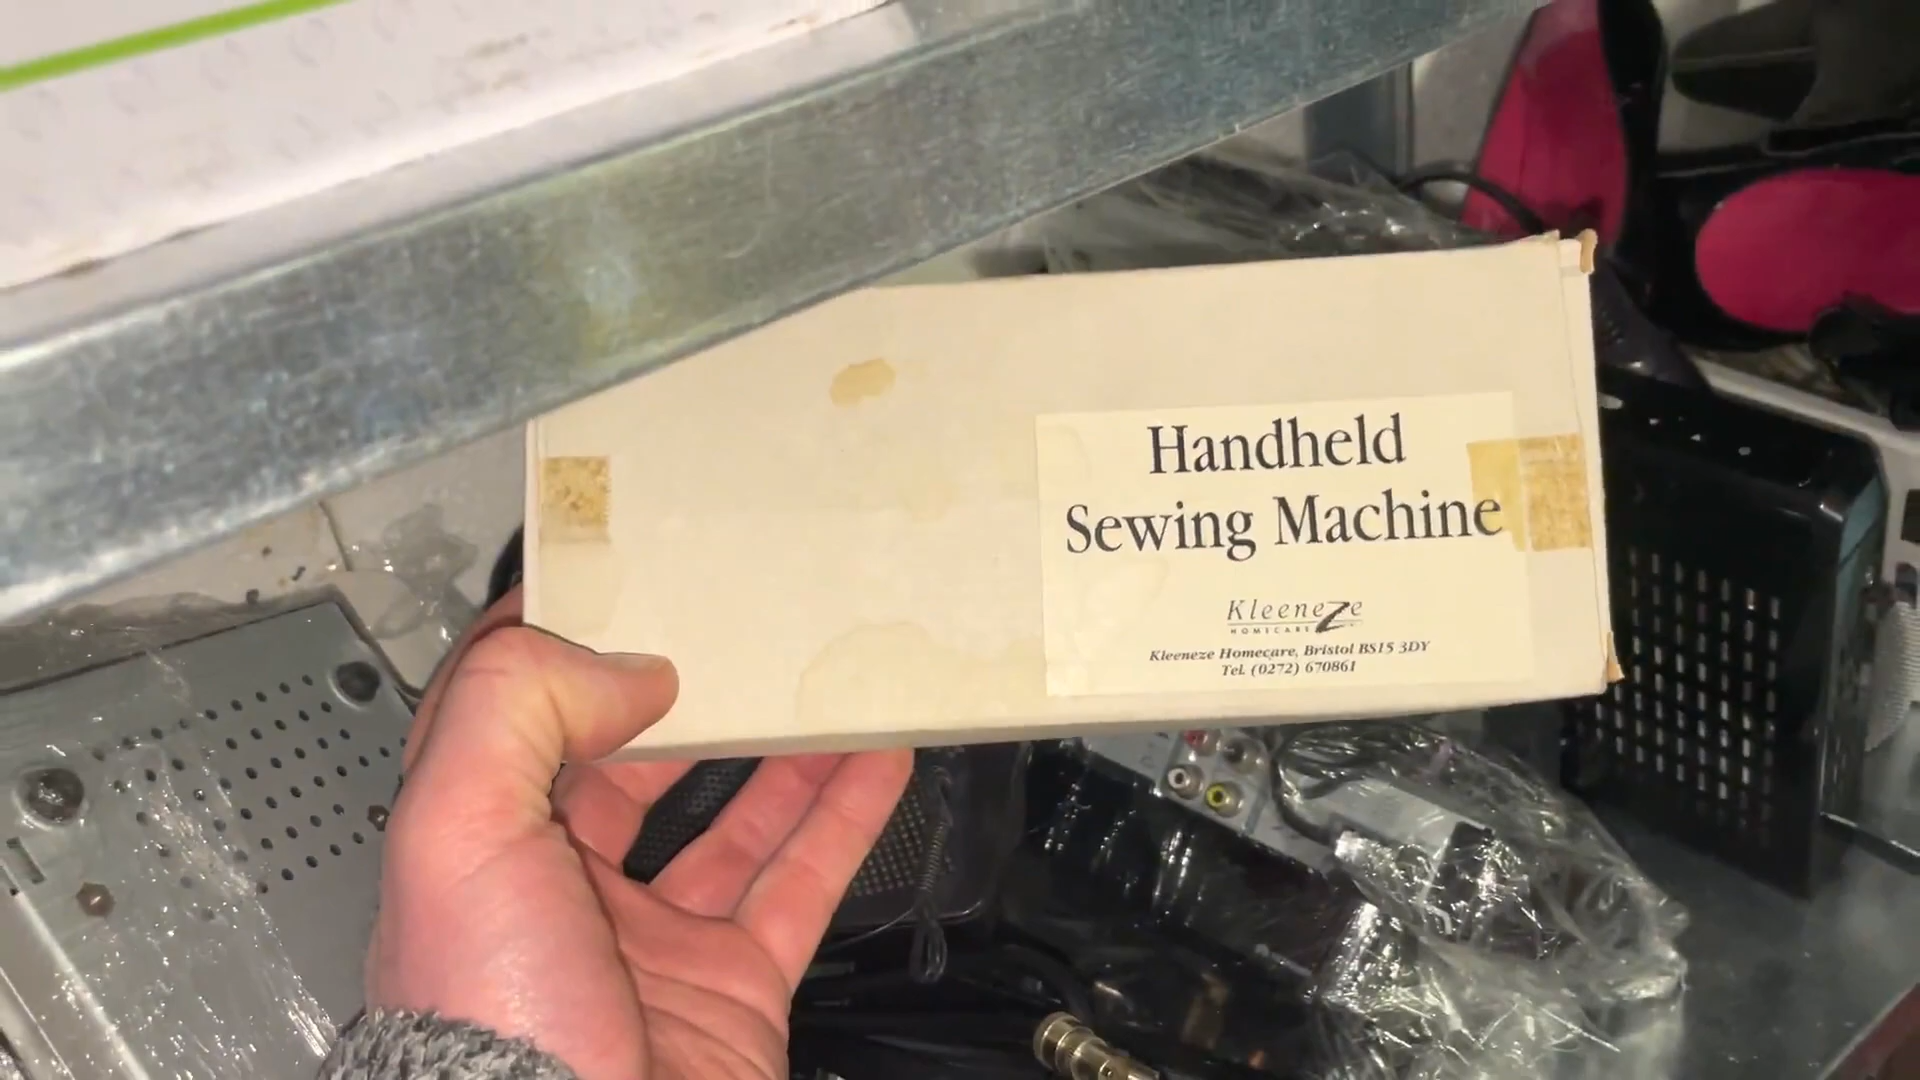 Handheld
Sewing Machine
Kleeneze
HOMECARE
Kleeneze Homecare, Bristol BS15 3DY
Tel. (0272) 670861